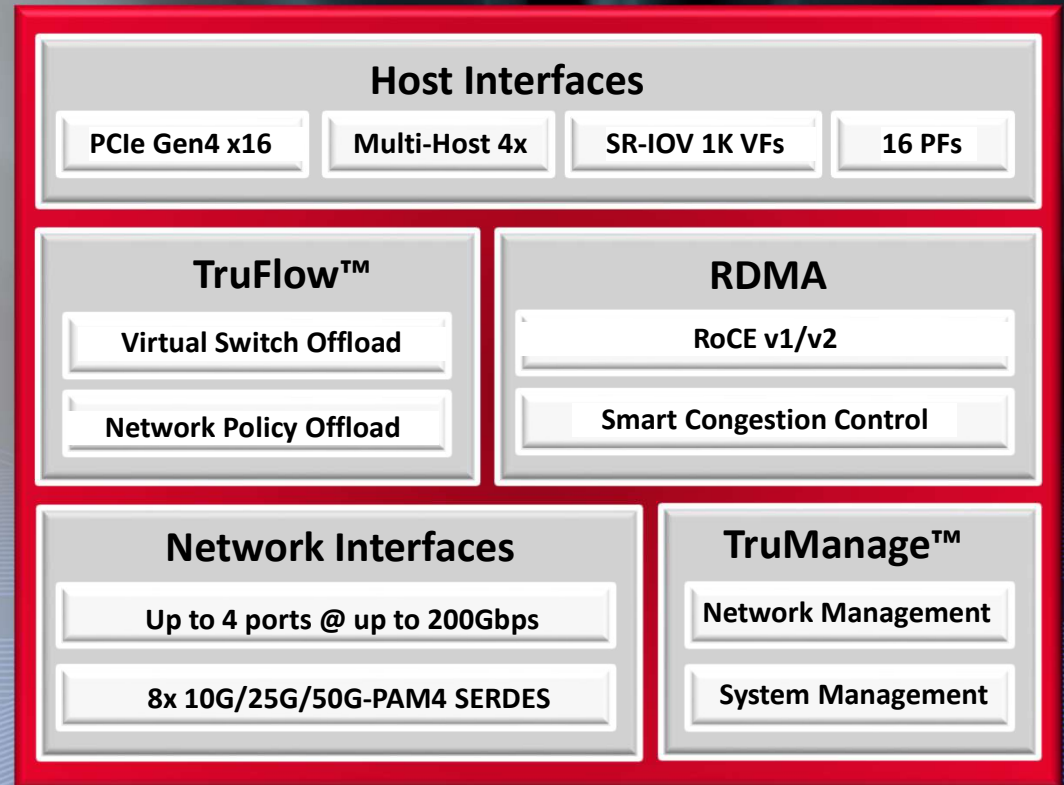 Host Interfaces
PCIe Gen4 x16
Multi-Host 4x
SR-IOV 1K VFs
16 PFs
TruFlow™
Virtual Switch Offload
Network Policy Offload
RDMA
RoCE v1/v2
Smart Congestion Control
Network Interfaces
Up to 4 ports @ up to 200Gbps
8x 10G/25G/50G-PAM4 SERDES
TruManage™
Network Management
System Management